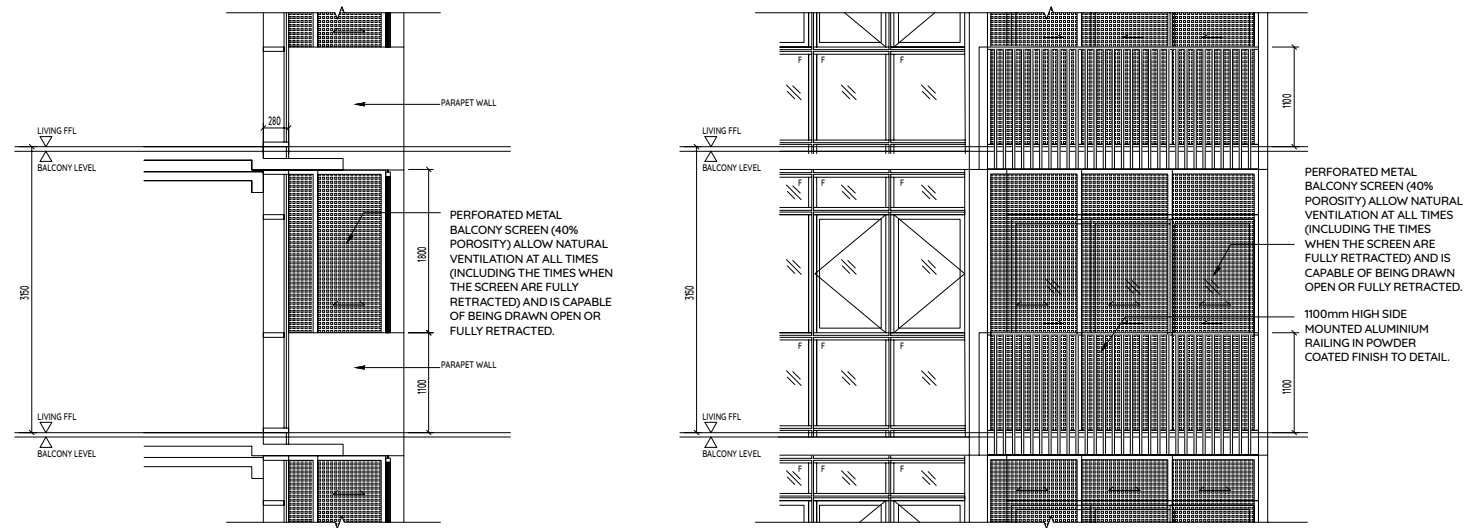 280
PARAPET WALL
LIVING FFL
BALCONY LEVEL
3150
1800
PERFORATED METAL
BALCONY SCREEN (40%
POROSITY) ALLOW NATURAL
VENTILATION AT ALL TIMES
(INCLUDING THE TIMES WHEN
THE SCREEN ARE FULLY
RETRACTED) AND IS CAPABLE
OF BEING DRAWN OPEN OR
FULLY RETRACTED.
PARAPET WALL
1100
LIVING FFL
BALCONY LEVEL
F
F
F
1100
LIVING FFL
BALCONY LEVEL
3150
F
F
F
PERFORATED METAL
BALCONY SCREEN (40%
POROSITY) ALLOW NATURAL
VENTILATION AT ALL TIMES
(INCLUDING THE TIMES
WHEN THE SCREEN ARE
FULLY RETRACTED) AND IS
CAPABLE OF BEING DRAWN
OPEN OR FULLY RETRACTED.
1100mm HIGH SIDE
MOUNTED ALUMINIUM
RAILING IN POWDER
COATED FINISH TO DETAIL.
F
F
F
1100
LIVING FFL
BALCONY LEVEL
F
F
F